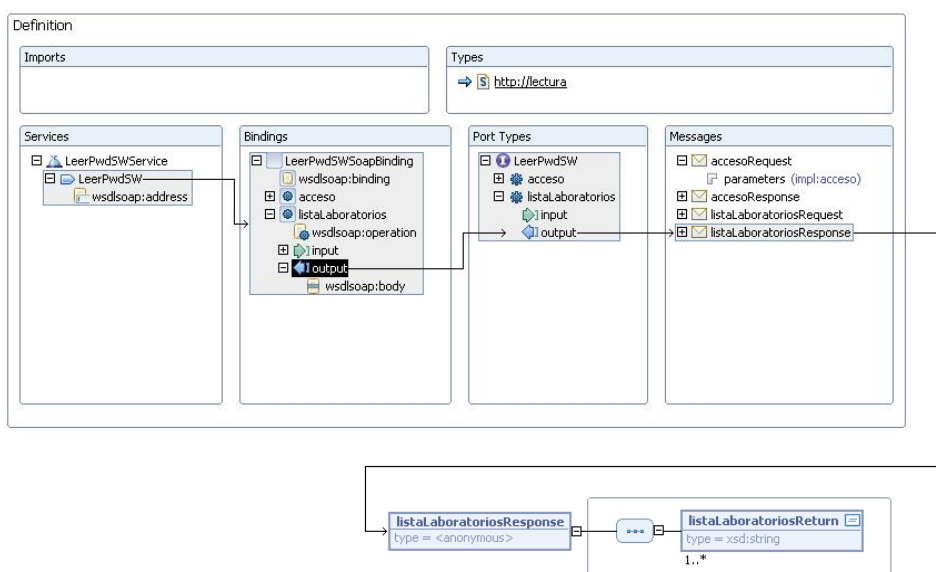 Definition
Imports
Types
http://lectura
Services
LeerPwdSWService
LeerPwdSW
wsdlsoap:address
Bindings
LeerPwdSWSoapBinding
wsdlsoap:binding
acceso
listaLaboratorios
wsdlsoap:operation
input
output
wsdlsoap:body
Port Types
LeerPwdSW
acceso
listaLaboratorios
input
output
Messages
accesoRequest
parameters (impl:acceso)
accesoResponse
listaLaboratoriosRequest
listaLaboratoriosResponse
listaLaboratoriosResponse
type = <anonymous>
listaLaboratoriosReturn
type = xsd:string
1..*